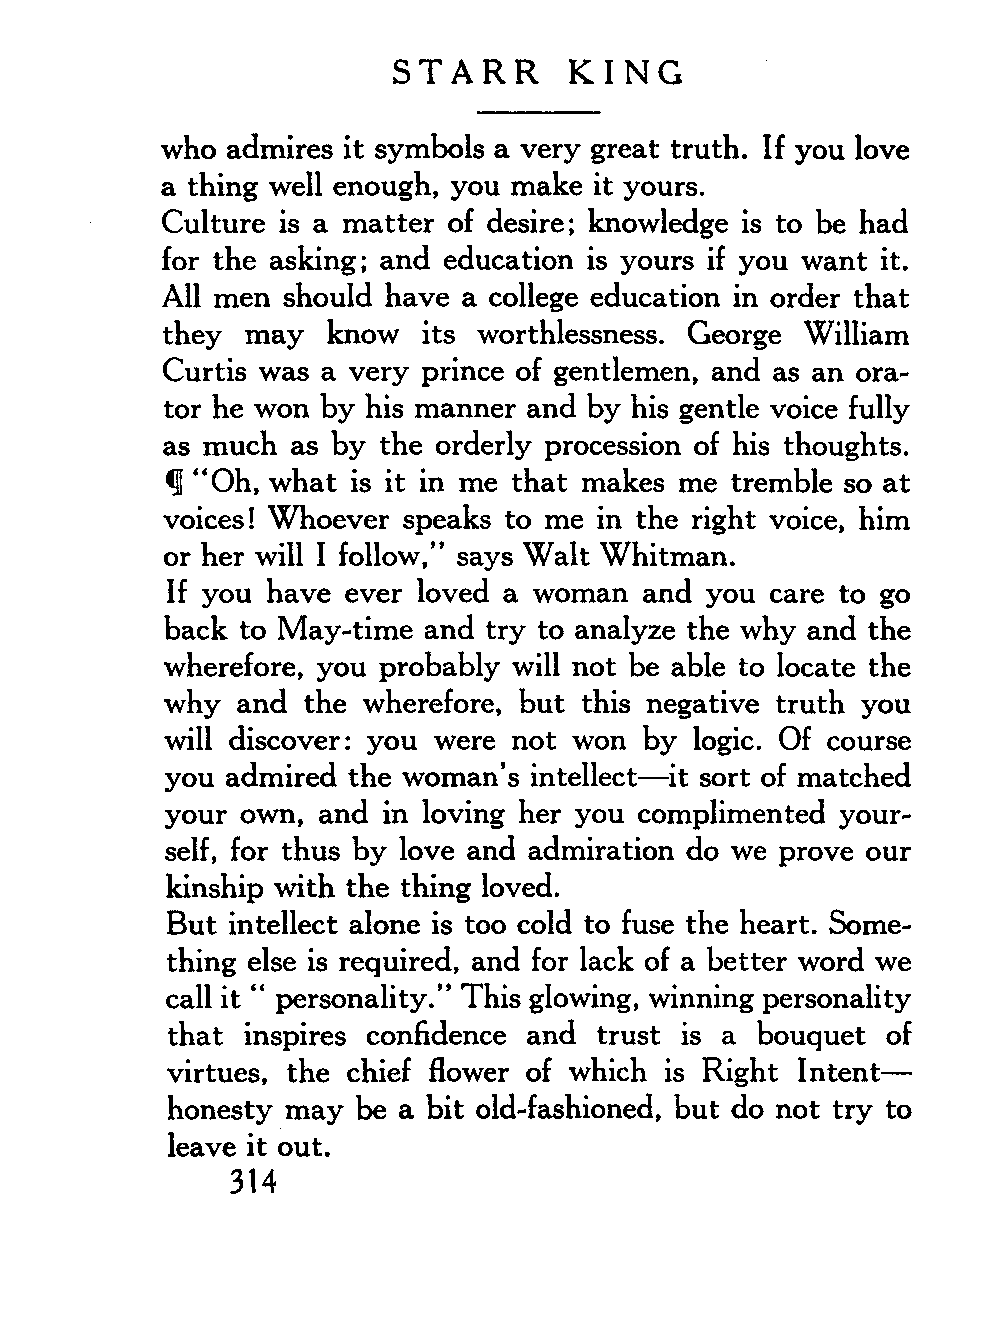 STARR KING
who admires it symbols a very great truth. If you love
a thing well enough, you make it yours.
Culture is a matter of desire; knowledge is to be had
for the asking; and education is yours if you want it.
All men should have a college education in order that
they may know its worthlessness. George William
Curtis was a very prince of gentlemen, and as an ora-
tor he won by his manner and by his gentle voice fully
as much as by the orderly procession of his thoughts.
¶ “Oh, what is it in me that makes me tremble so at
voices! Whoever speaks to me in the right voice, him
or her will I follow,” says Walt Whitman.
If you have ever loved a woman and you care to go
back to May-time and try to analyze the why and the
wherefore, you probably will not be able to locate the
why and the wherefore, but this negative truth you
will discover: you were not won by logic. Of course
you admired the woman's intellect—it sort of matched
your own, and in loving her you complimented your-
self, for thus by love and admiration do we prove our
kinship with the thing loved.
But intellect alone is too cold to fuse the heart. Some-
thing else is required, and for lack of a better word we
call it “ personality.” This glowing, winning personality
that inspires confidence and trust is a bouquet of
virtues, the chief flower of which is Right Intent—
honesty may be a bit old-fashioned, but do not try to
leave it out.
314